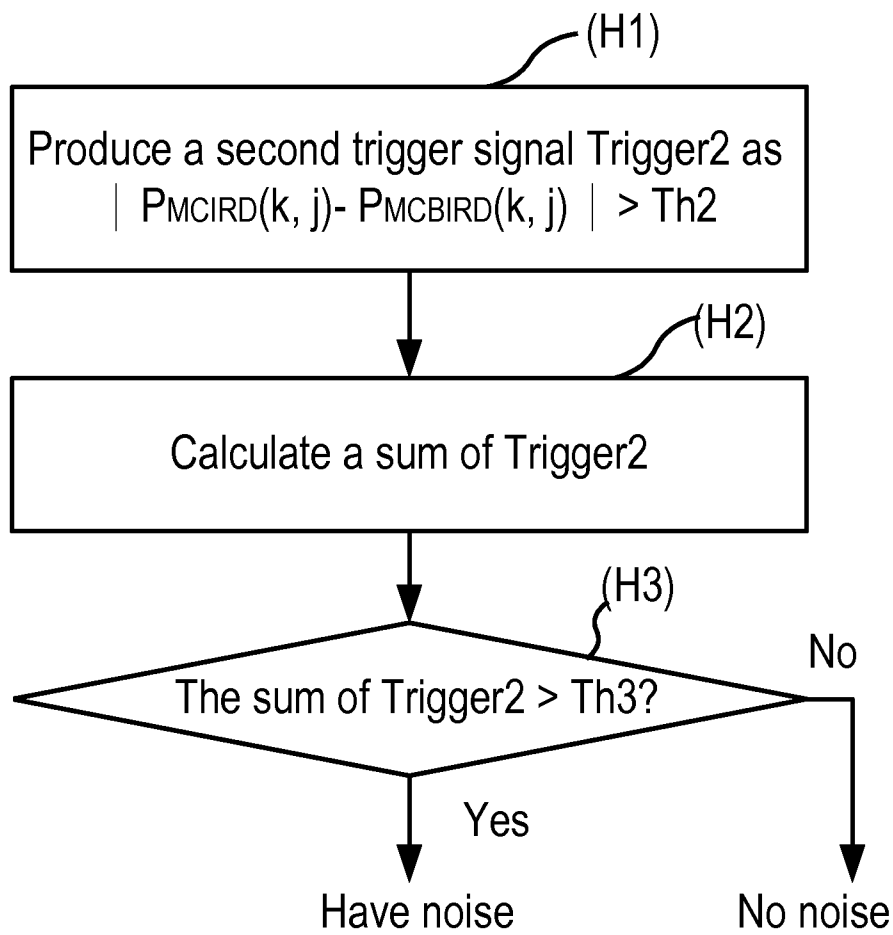 (H1)
Produce a second trigger signal Trigger2 as
| PMCIRD(k, j)- PMCBIRD(k, j) | > Th2
(H2)
Calculate a sum of Trigger2
(H3)
The sum of Trigger2 > Th3?
No
Yes
Have noise
No noise